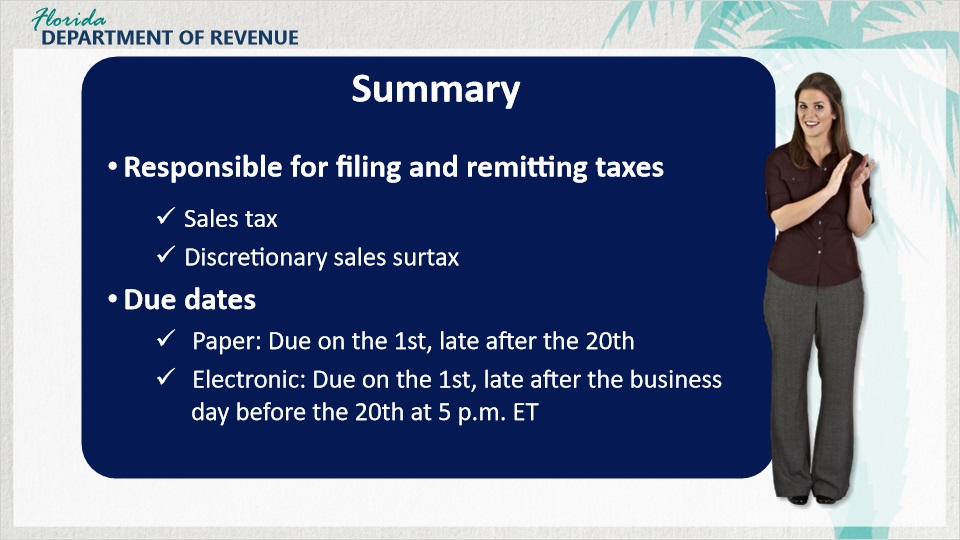 Florida
DEPARTMENT OF REVENUE
Summary
• Responsible for filing and remitting taxes
✓ Sales tax
✓ Discretionary sales surtax
• Due dates
✓ Paper: Due on the 1st, late after the 20th
✓ Electronic: Due on the 1st, late after the business
day before the 20th at 5 p.m. ET